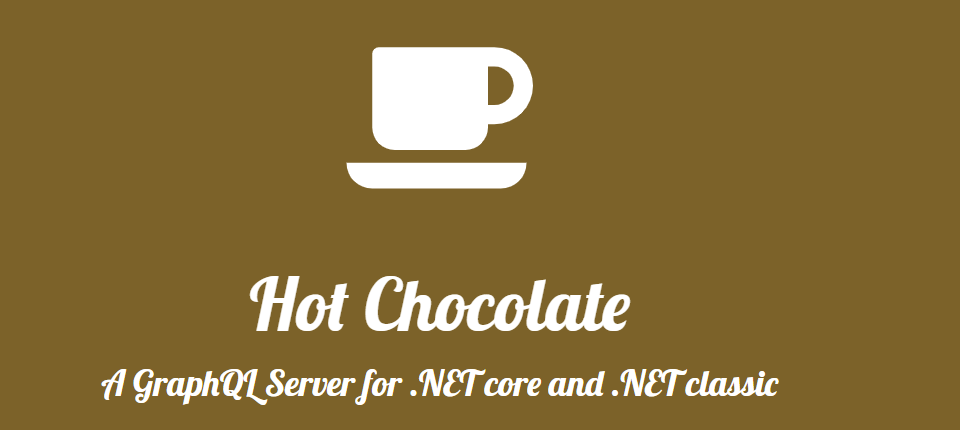 Hot Chocolate
A GraphQL Server for .NET core and .NET classic